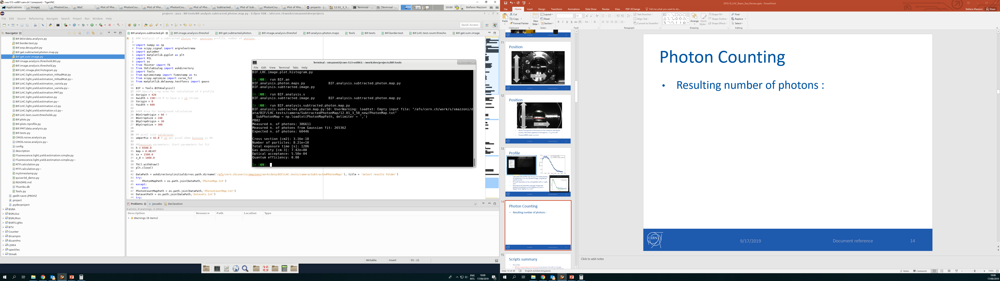 cwe-513-vol861.cern.ch:1 (smazzoni) - TigerVNC
Applications ImageJ PhotonCou... B&C Plot of Pho... PhotonCou... Plot of Pho... PhotonCou... Plot of Pho... Subtracted... Plot of Sub... PhotonCou... Plot of Pho... projects - J... 12.01_3_5... Terminal - ... [Terminal - ... 10:00 Stefano Mazzoni
projects - Java - BIF/tools/BIF.analysis.subtracted.photon.map.py - Eclipse SDK - /afs/cern.ch/work/s/smazzoni/dev/projects
File Edit Source Refactoring Navigate Search Project Run Window Help
Quick Access
Navigator
BIF.BGV.data.analysis.py
BIF.border.test.py
BIF.exp.decay.plot.py
BIF.get.subtracted.photon.map.py
BIF.get.sum.image.py
BIF.image.analysis.threshold.BG.py
BIF.image.analysis.threshold.py
BIF.LHC.image.plot.histogram.py
BIF.LHC.light.yield.estimation_HiRadMat.py
BIF.LHC.light.yield.estimation_HiRadMat.py~
BIF.LHC.light.yield.estimation_variola.py
BIF.LHC.light.yield.estimation_variola.py~
BIF.LHC.light.yield.estimation.PMT.py
BIF.LHC.light.yield.estimation.py
BIF.LHC.light.yield.estimation.py~
BIF.LHC.light.yield.estimation.v2.py
BIF.LHC.light.yield.estimation.v2.py~
BIF.LHC.test.count.thresholds.py
BIF.plots.py
BIF.plots.Vprofile.py
BIF.PMT.data.analysis.py
BIF.tests.py
CMOS.noise.analysis.py
CMOS.noise.analysis.py~
config
description
Fluorescence.light.yield.estimation.simple.py
Fluorescence.light.yield.estimation.simple.py~
MTF.calculation.py
MTF.calculation.py~
mytimestamp.py
quiver3d_demo.py
README.md
Thumbs.db
Tools.py
.gedit-save-JP6OAZ
.project
.pydevproject
BSRA
BSRLGui
BSRLMon
BSRTLights
BTV
Counter
dicampro
dicamPro
LDM4
speckles
Streak
BIF.analysis.subtracted.ph BIF.image.analysis.threshol BIF.get.subtracted.photon. BIF.image.analysis.threshol BIF.analysis.photon.maps Tools BIF.tests BIF.border.test BIF.LHC.test.count.thresho BIF.get.sum.image
1 ### Analysis of a subtracted photon map: gaussian profile, number of photons,...
2
3 import numpy as np
4 from scipy.signal import argrelextrema
5 import pytimber
6 import matplotlib.pyplot as plt
7 import PIL
8 import os
9 from Tkinter import Tk
10 from tkFileDialog import askdirectory
11 import Tools
12 from mytimestamp import Timestamp as ts
13 from scipy.optimize import curve_fit
14 from matplotlib.delaunay.testfuncs import gauss
15
16 BIF = Tools.BIFAnalysis()
17 ### Specify crop area for calculation of V profile
18 Xorigin = 420
19 Xwidth = 238#238 # to have a 1 cm stripe
20 Yorigin = 0
21 Ywidth = 600
22
23 #### Area for background calculation
24 BGxCropOrigin = 60 #
25 BGxCropSize = 240
26 BGyCropOrigin = 30
27 BGyCropSize = 300
28
29
30 ## pixel size calibraion
31 umperPix = 42.0 # um per pixel when binning is ON
32
33 ##Gaussian parameters. Start parameters for fit
34 h = 6500.0
35 Amp = 8.8E+07
36 sx = 1500.0
37 x_0 = 1000.0
38
39 Tk().withdraw()
40 plt.close()
41
42 DataPath = askdirectory(initialdir=os.path.dirname('/afs/cern.ch/user/s/smazzoni/work/data/BIF/LHC.tests/camera/SubtractedPhotonMap/'), title = 'Select results Folder')
43 try:
44 PhotonMapPath = os.path.join(DataPath,'PhotonMap.txt')
45 except:
46 pass
47 PhotonCountMapPath = os.path.join(DataPath,'PhotonCountMap.txt')
48 DatasetPath = os.path.join(DataPath,'Datasets.txt')
49 try:
Terminal - smazzoni@cwe-513-vol861:~/work/dev/projects/BIF/tools
File Edit View Terminal Tabs Help
BIF.LHC.image.plot.histogram.py
In [68]: run BIF.an
BIF.analysis.photon.maps.py BIF.analysis.subtracted.photon.map.py
BIF.analysis.subtracted.image.py
In [68]: run BIF.analysis.s
BIF.analysis.subtracted.image.py BIF.analysis.subtracted.photon.map.py
In [68]: run BIF.analysis.subtracted.photon.map.py
BIF.analysis.subtracted.photon.map.py:50: UserWarning: loadtxt: Empty input file: "/afs/cern.ch/work/s/smazzoni/d
ata/BIF/LHC.tests/camera/SubtractedPhotonMap/12.01_3_50_new/PhotonMap.txt"
SubPhotonMap = np.loadtxt(PhotonMapPath, delimiter = ',')
PBB2
Measured n. of photons: 306611
Measured n. of photons from Gaussian fit: 265362
Expected n. of photons: 60446
Cross section [cm2]: 3.16e-18
Number of particles: 8.21e+10
Total exposure time [s]: 1286
Gas density [cm-3]: 7.42e+08
Optical acceptance: 5.50e-04
Quantum efficiency: 0.08
In [69]:
Problems Javadoc Declaration
0 errors, 8 warnings, 0 others
Description Resource Path Location Type
Warnings (8 items)
Writable Insert 55 : 21
ENG INTL 10:00 17/09/2019
2019.10_LHC_Beam_Size_Review.pptx - PowerPoint
File Home Insert Design Transitions Animations Slide Show Review View PDF-XChange Tell me what you want to do... Stefano Mazzoni Share
Paste Cut Copy Format Painter Clipboard
New Slide Layout Reset Section Slides
Font
Text Direction Align Text Convert to SmartArt Paragraph
Arrange Quick Styles Shape Fill Shape Outline Shape Effects Drawing
Find Replace Select Editing
11
Position
BEAM
12
Position
BEAM
When compared to the centre of the viewport and beam
13
Profile
14
Photon Counting
Resulting number of photons :
15
Scripts summary
My scripts:
Photon Counting
• Resulting number of photons :
CERN
9/17/2019 Document reference 14
Click to add notes
Slide 14 of 48 English (United Kingdom) Notes Comments 155%
10:00
17/09/2019